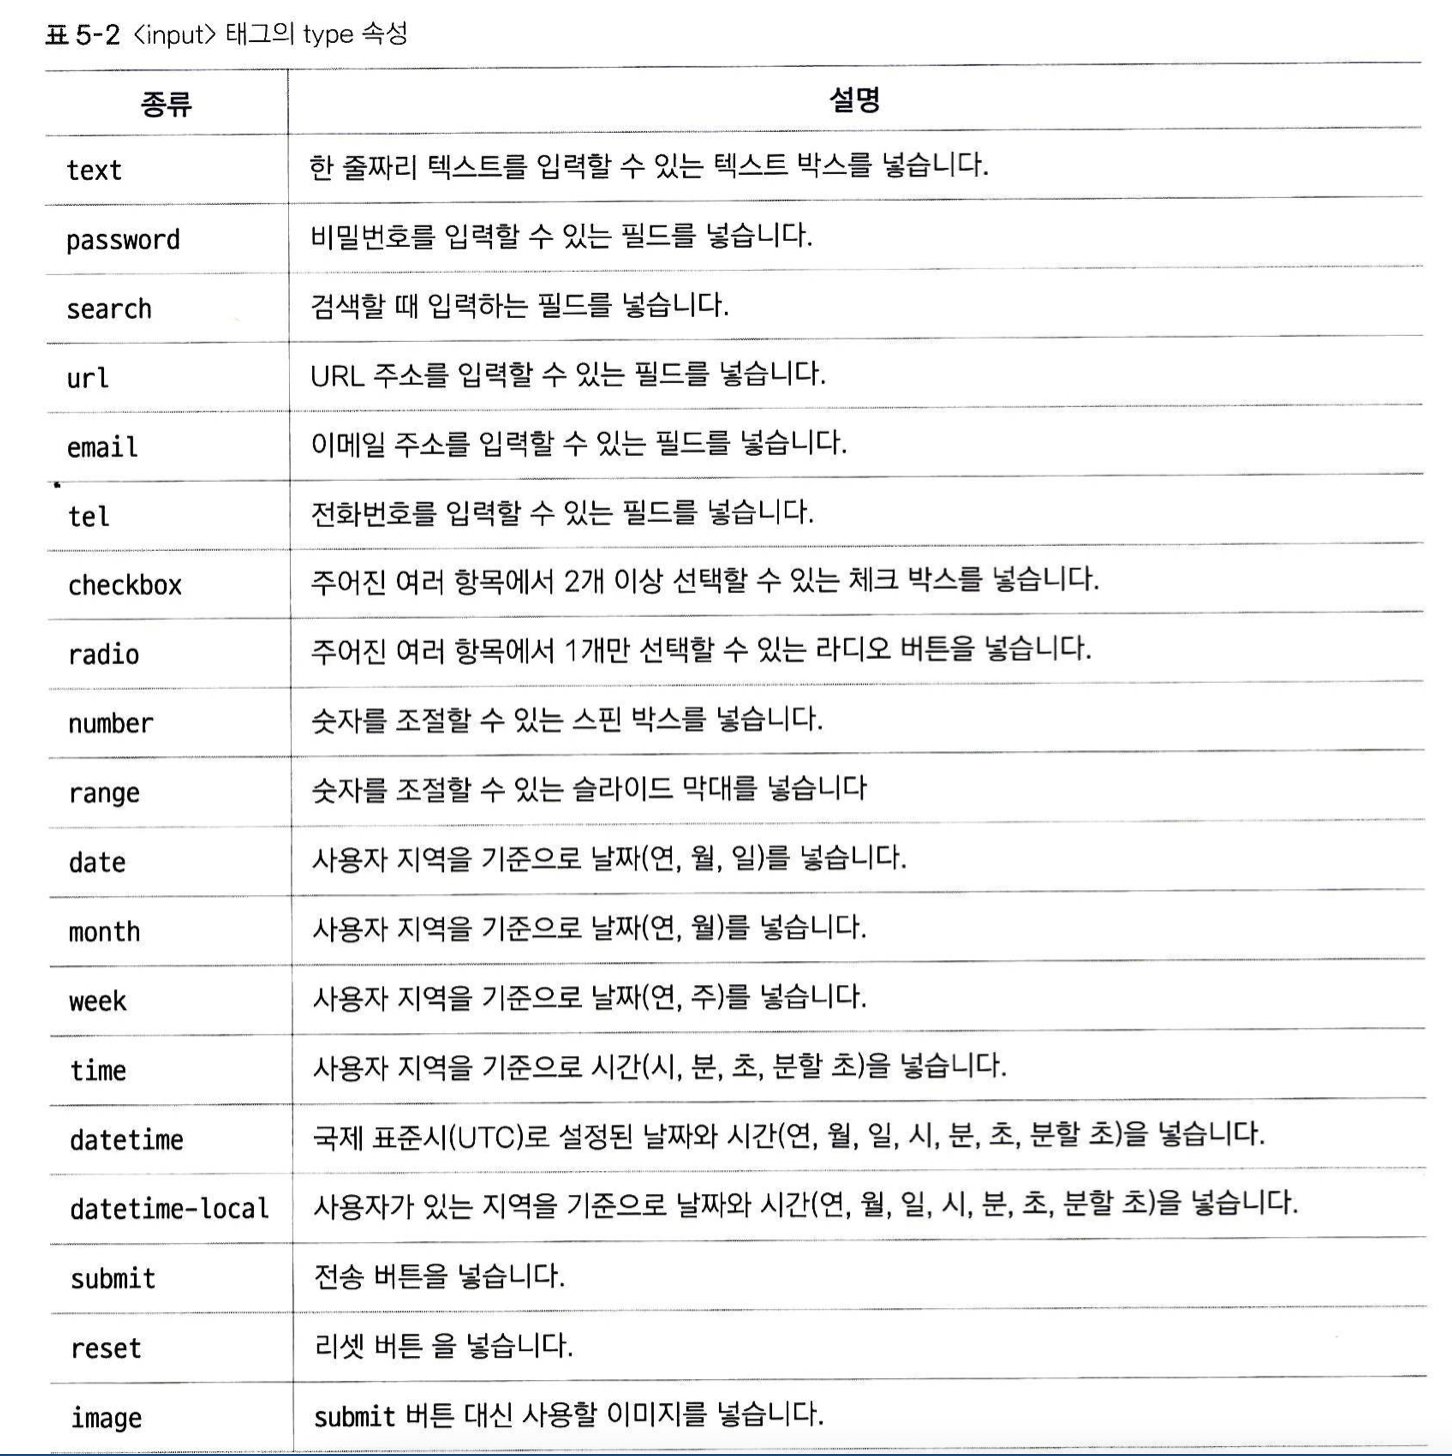 표 5-2 <input> 태그의 type 속성
종류 설명
text 한 줄짜리 텍스트를 입력할 수 있는 텍스트 박스를 넣습니다.
password 비밀번호를 입력할 수 있는 필드를 넣습니다.
search 검색할 때 입력하는 필드를 넣습니다.
url URL 주소를 입력할 수 있는 필드를 넣습니다.
email 이메일 주소를 입력할 수 있는 필드를 넣습니다.
tel 전화번호를 입력할 수 있는 필드를 넣습니다.
checkbox 주어진 여러 항목에서 2개 이상 선택할 수 있는 체크 박스를 넣습니다.
radio 주어진 여러 항목에서 1개만 선택할 수 있는 라디오 버튼을 넣습니다.
number 숫자를 조절할 수 있는 스핀 박스를 넣습니다.
range 숫자를 조절할 수 있는 슬라이드 막대를 넣습니다
date 사용자 지역을 기준으로 날짜(연, 월, 일)를 넣습니다.
month 사용자 지역을 기준으로 날짜(연, 월)를 넣습니다.
week 사용자 지역을 기준으로 날짜(연, 주)를 넣습니다.
time 사용자 지역을 기준으로 시간(시, 분, 초, 분할 초)을 넣습니다.
datetime 국제 표준시(UTC)로 설정된 날짜와 시간(연, 월, 일, 시, 분, 초, 분할 초)을 넣습니다.
datetime-local 사용자가 있는 지역을 기준으로 날짜와 시간(연, 월, 일, 시, 분, 초, 분할 초)을 넣습니다.
submit 전송 버튼을 넣습니다.
reset 리셋 버튼 을 넣습니다.
image submit 버튼 대신 사용할 이미지를 넣습니다.